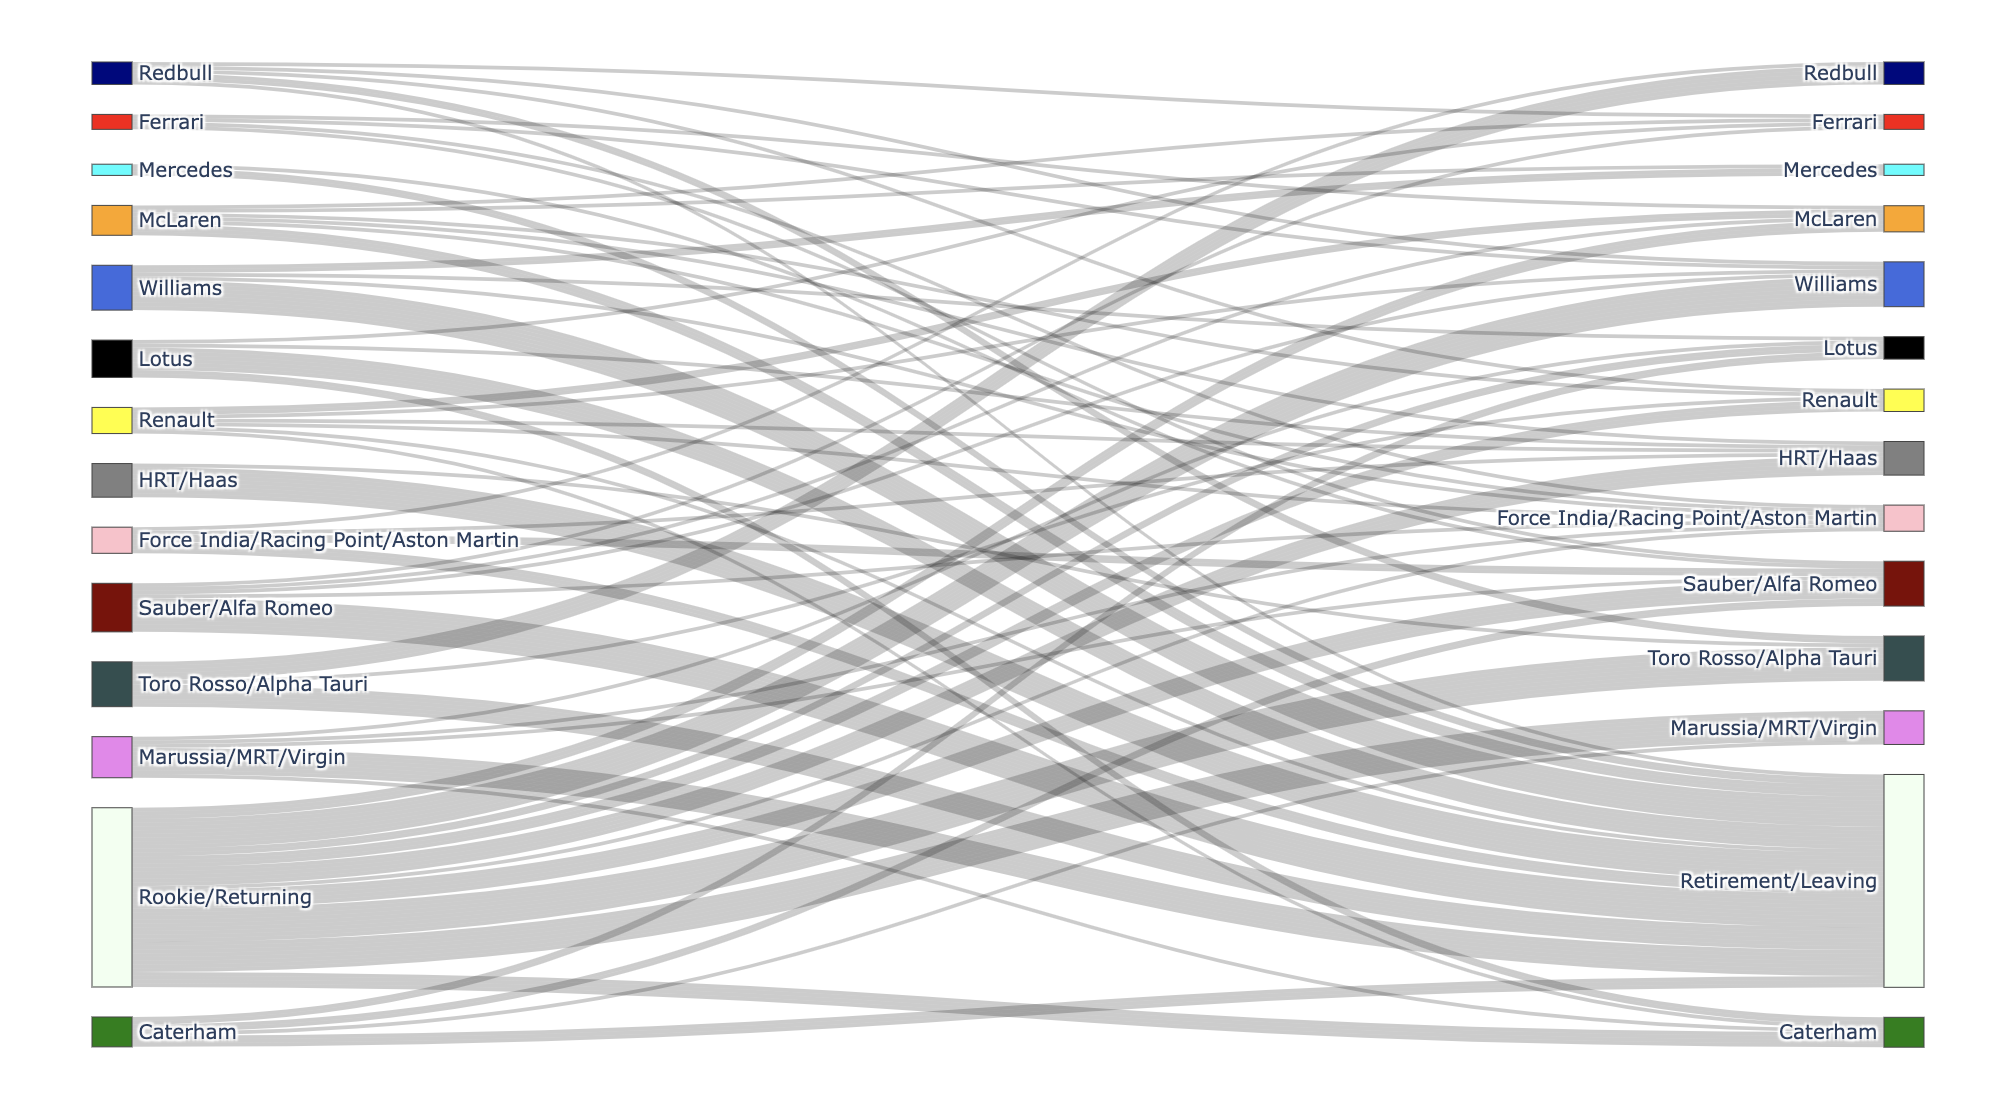 Redbull
Ferrari
Mercedes
McLaren
Williams
Lotus
Renault
HRT/Haas
Force India/Racing Point/Aston Martin
Sauber/Alfa Romeo
Toro Rosso/Alpha Tauri
Marussia/MRT/Virgin
Rookie/Returning
Caterham
Redbull
Ferrari
Mercedes
McLaren
Williams
Lotus
Renault
HRT/Haas
Force India/Racing Point/Aston Martin
Sauber/Alfa Romeo
Toro Rosso/Alpha Tauri
Marussia/MRT/Virgin
Retirement/Leaving
Caterham